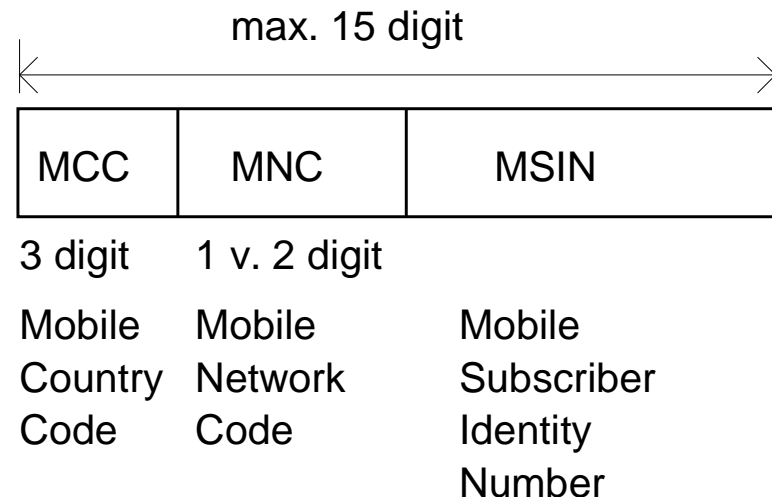 max. 15 digit
MCC MNC MSIN
3 digit 1 v. 2 digit
Mobile Mobile Mobile
Country Network Subscriber
Code Code Identity
Number